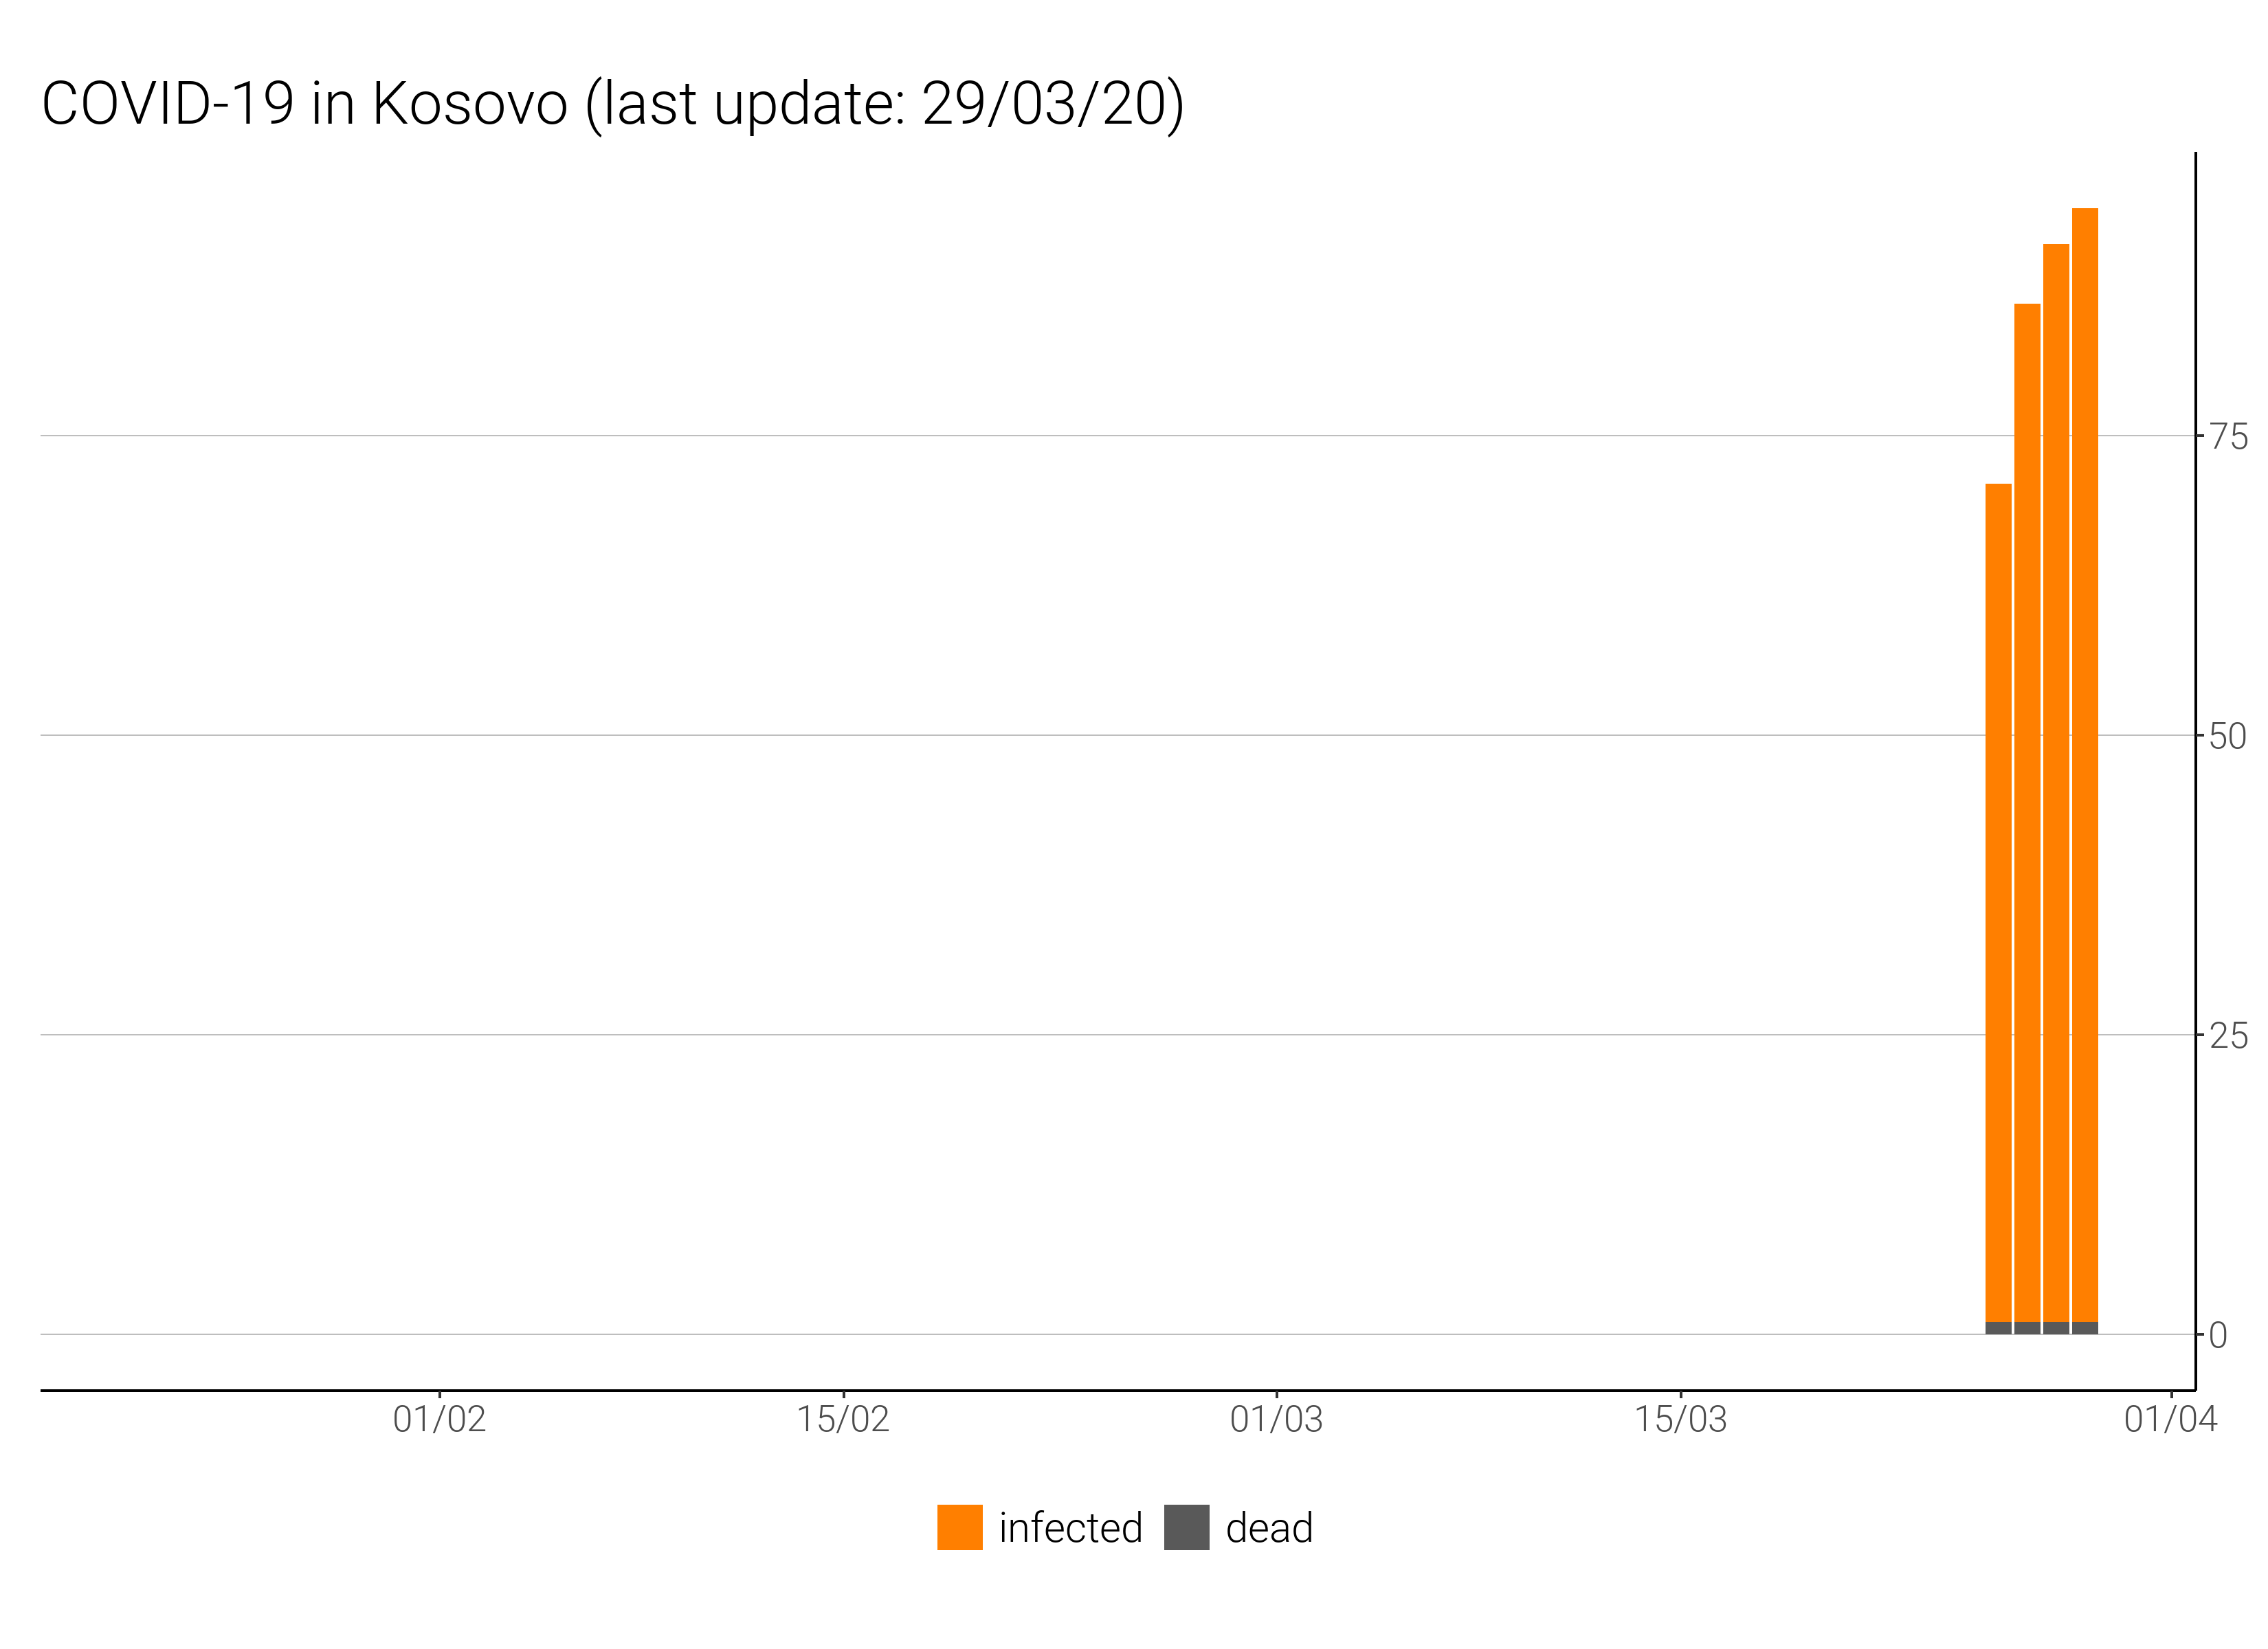 COVID-19 in Kosovo (last update: 29/03/20)
75
50
25
0
01/02 15/02 01/03 15/03 01/04
infected dead